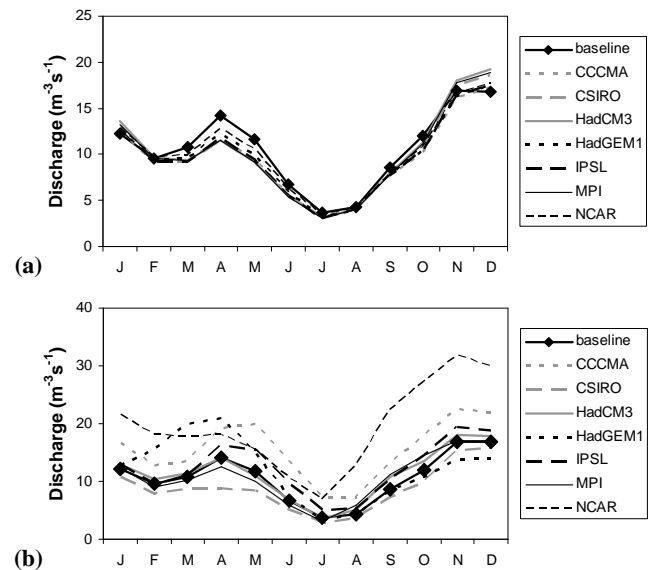 25
20
15
10
5
0
Discharge (m⁻³s⁻¹)
J F M A M J J A S O N D
(a)
baseline
CCCMA
CSIRO
HadCM3
HadGEM1
IPSL
MPI
NCAR
40
30
20
10
0
Discharge (m⁻³s⁻¹)
J F M A M J J A S O N D
(b)
baseline
CCCMA
CSIRO
HadCM3
HadGEM1
IPSL
MPI
NCAR